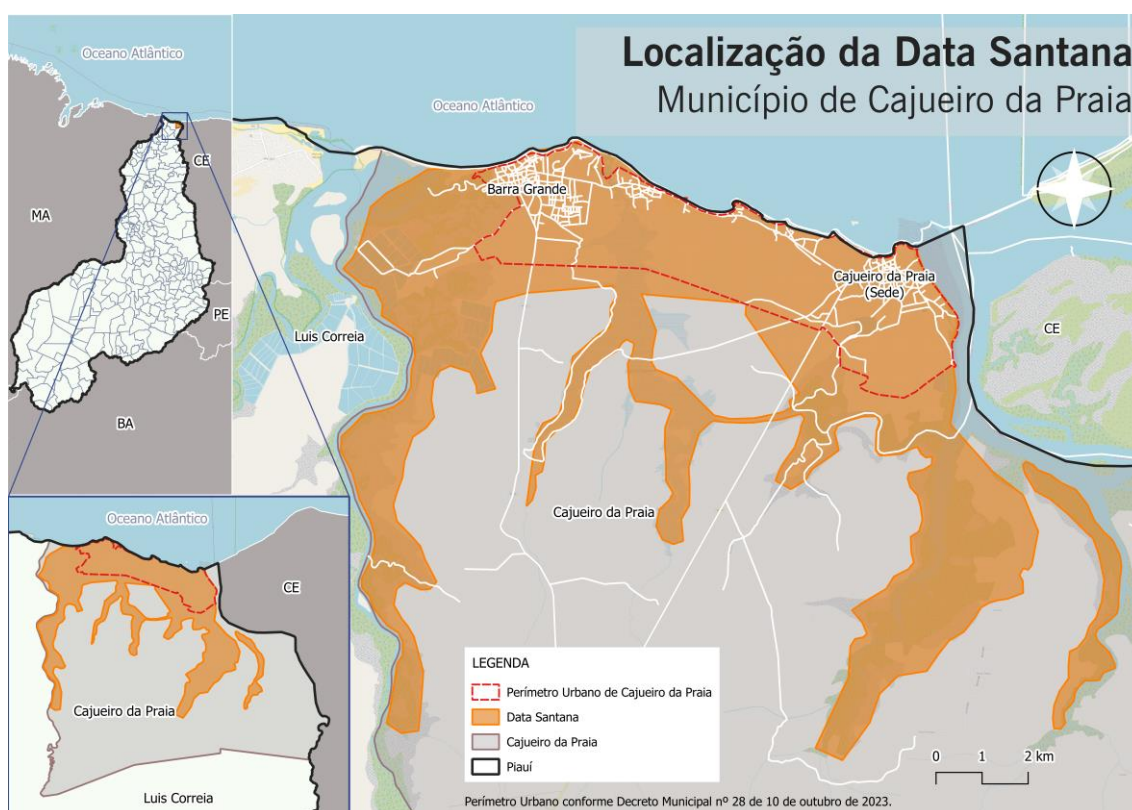 Localização da Data Santana
Município de Cajueiro da Praia
Oceano Atlântico
Oceano Atlântico
CE
MA
PE
BA
Barra Grande
Cajueiro da Praia
(Sede)
Luis Correia
CE
Cajueiro da Praia
Oceano Atlântico
CE
Cajueiro da Praia
Luis Correia
LEGENDA
Perímetro Urbano de Cajueiro da Praia
Data Santana
Cajueiro da Praia
Piauí
0 1 2 km
Perímetro Urbano conforme Decreto Municipal nº 28 de 10 de outubro de 2023.